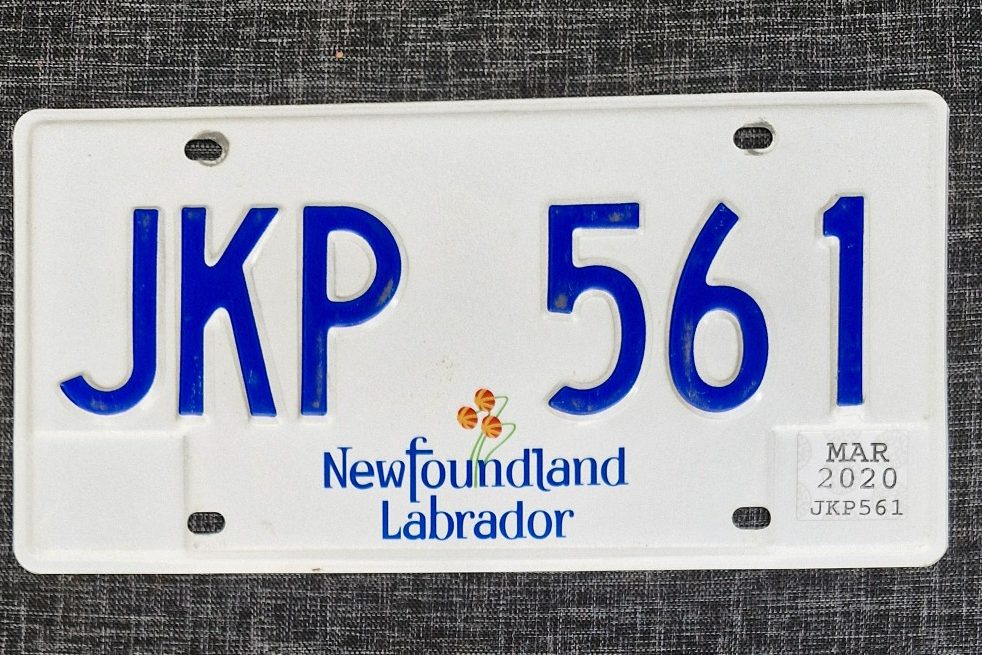 JKP 561
Newfoundland
Labrador
MAR
2020
JKP561